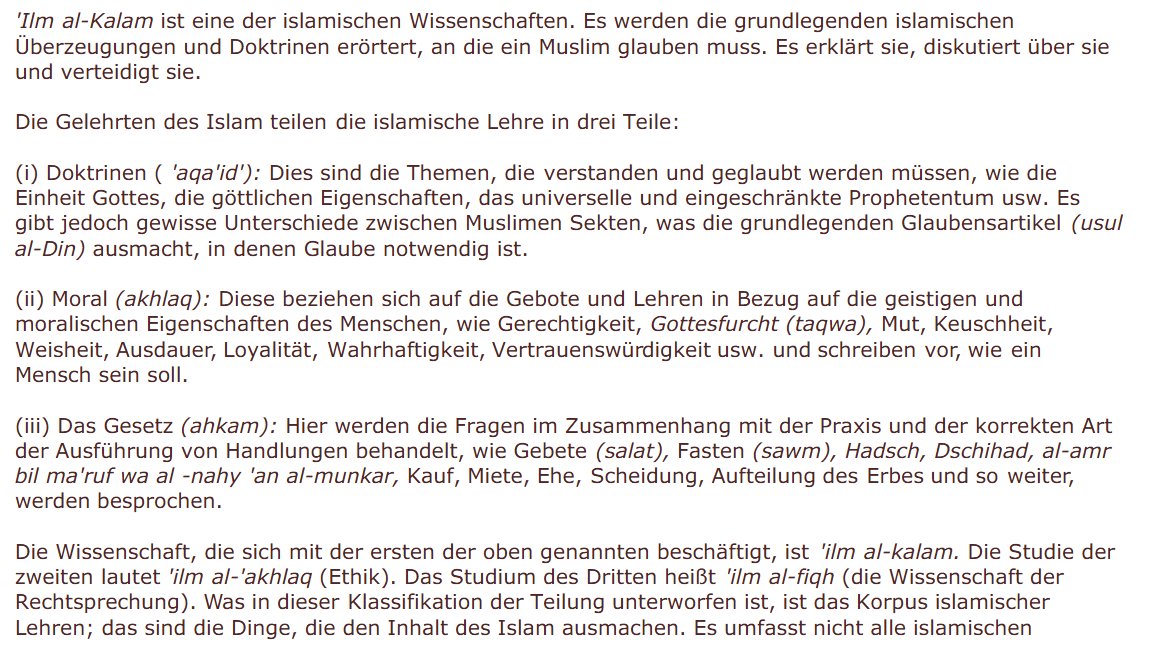 'Ilm al-Kalam ist eine der islamischen Wissenschaften. Es werden die grundlegenden islamischen
Überzeugungen und Doktrinen erörtert, an die ein Muslim glauben muss. Es erklärt sie, diskutiert über sie
und verteidigt sie.
Die Gelehrten des Islam teilen die islamische Lehre in drei Teile:
(i) Doktrinen ( 'aqa'id'): Dies sind die Themen, die verstanden und geglaubt werden müssen, wie die
Einheit Gottes, die göttlichen Eigenschaften, das universelle und eingeschränkte Prophetentum usw. Es
gibt jedoch gewisse Unterschiede zwischen Muslimen Sekten, was die grundlegenden Glaubensartikel (usul
al-Din) ausmacht, in denen Glaube notwendig ist.
(ii) Moral (akhlaq): Diese beziehen sich auf die Gebote und Lehren in Bezug auf die geistigen und
moralischen Eigenschaften des Menschen, wie Gerechtigkeit, Gottesfurcht (taqwa), Mut, Keuschheit,
Weisheit, Ausdauer, Loyalität, Wahrhaftigkeit, Vertrauenswürdigkeit usw. und schreiben vor, wie ein
Mensch sein soll.
(iii) Das Gesetz (ahkam): Hier werden die Fragen im Zusammenhang mit der Praxis und der korrekten Art
der Ausführung von Handlungen behandelt, wie Gebete (salat), Fasten (sawm), Hadsch, Dschihad, al-amr
bil ma'ruf wa al -nahy 'an al-munkar, Kauf, Miete, Ehe, Scheidung, Aufteilung des Erbes und so weiter,
werden besprochen.
Die Wissenschaft, die sich mit der ersten der oben genannten beschäftigt, ist 'ilm al-kalam. Die Studie der
zweiten lautet 'ilm al-'akhlaq (Ethik). Das Studium des Dritten heißt 'ilm al-fiqh (die Wissenschaft der
Rechtsprechung). Was in dieser Klassifikation der Teilung unterworfen ist, ist das Korpus islamischer
Lehren; das sind die Dinge, die den Inhalt des Islam ausmachen. Es umfasst nicht alle islamischen